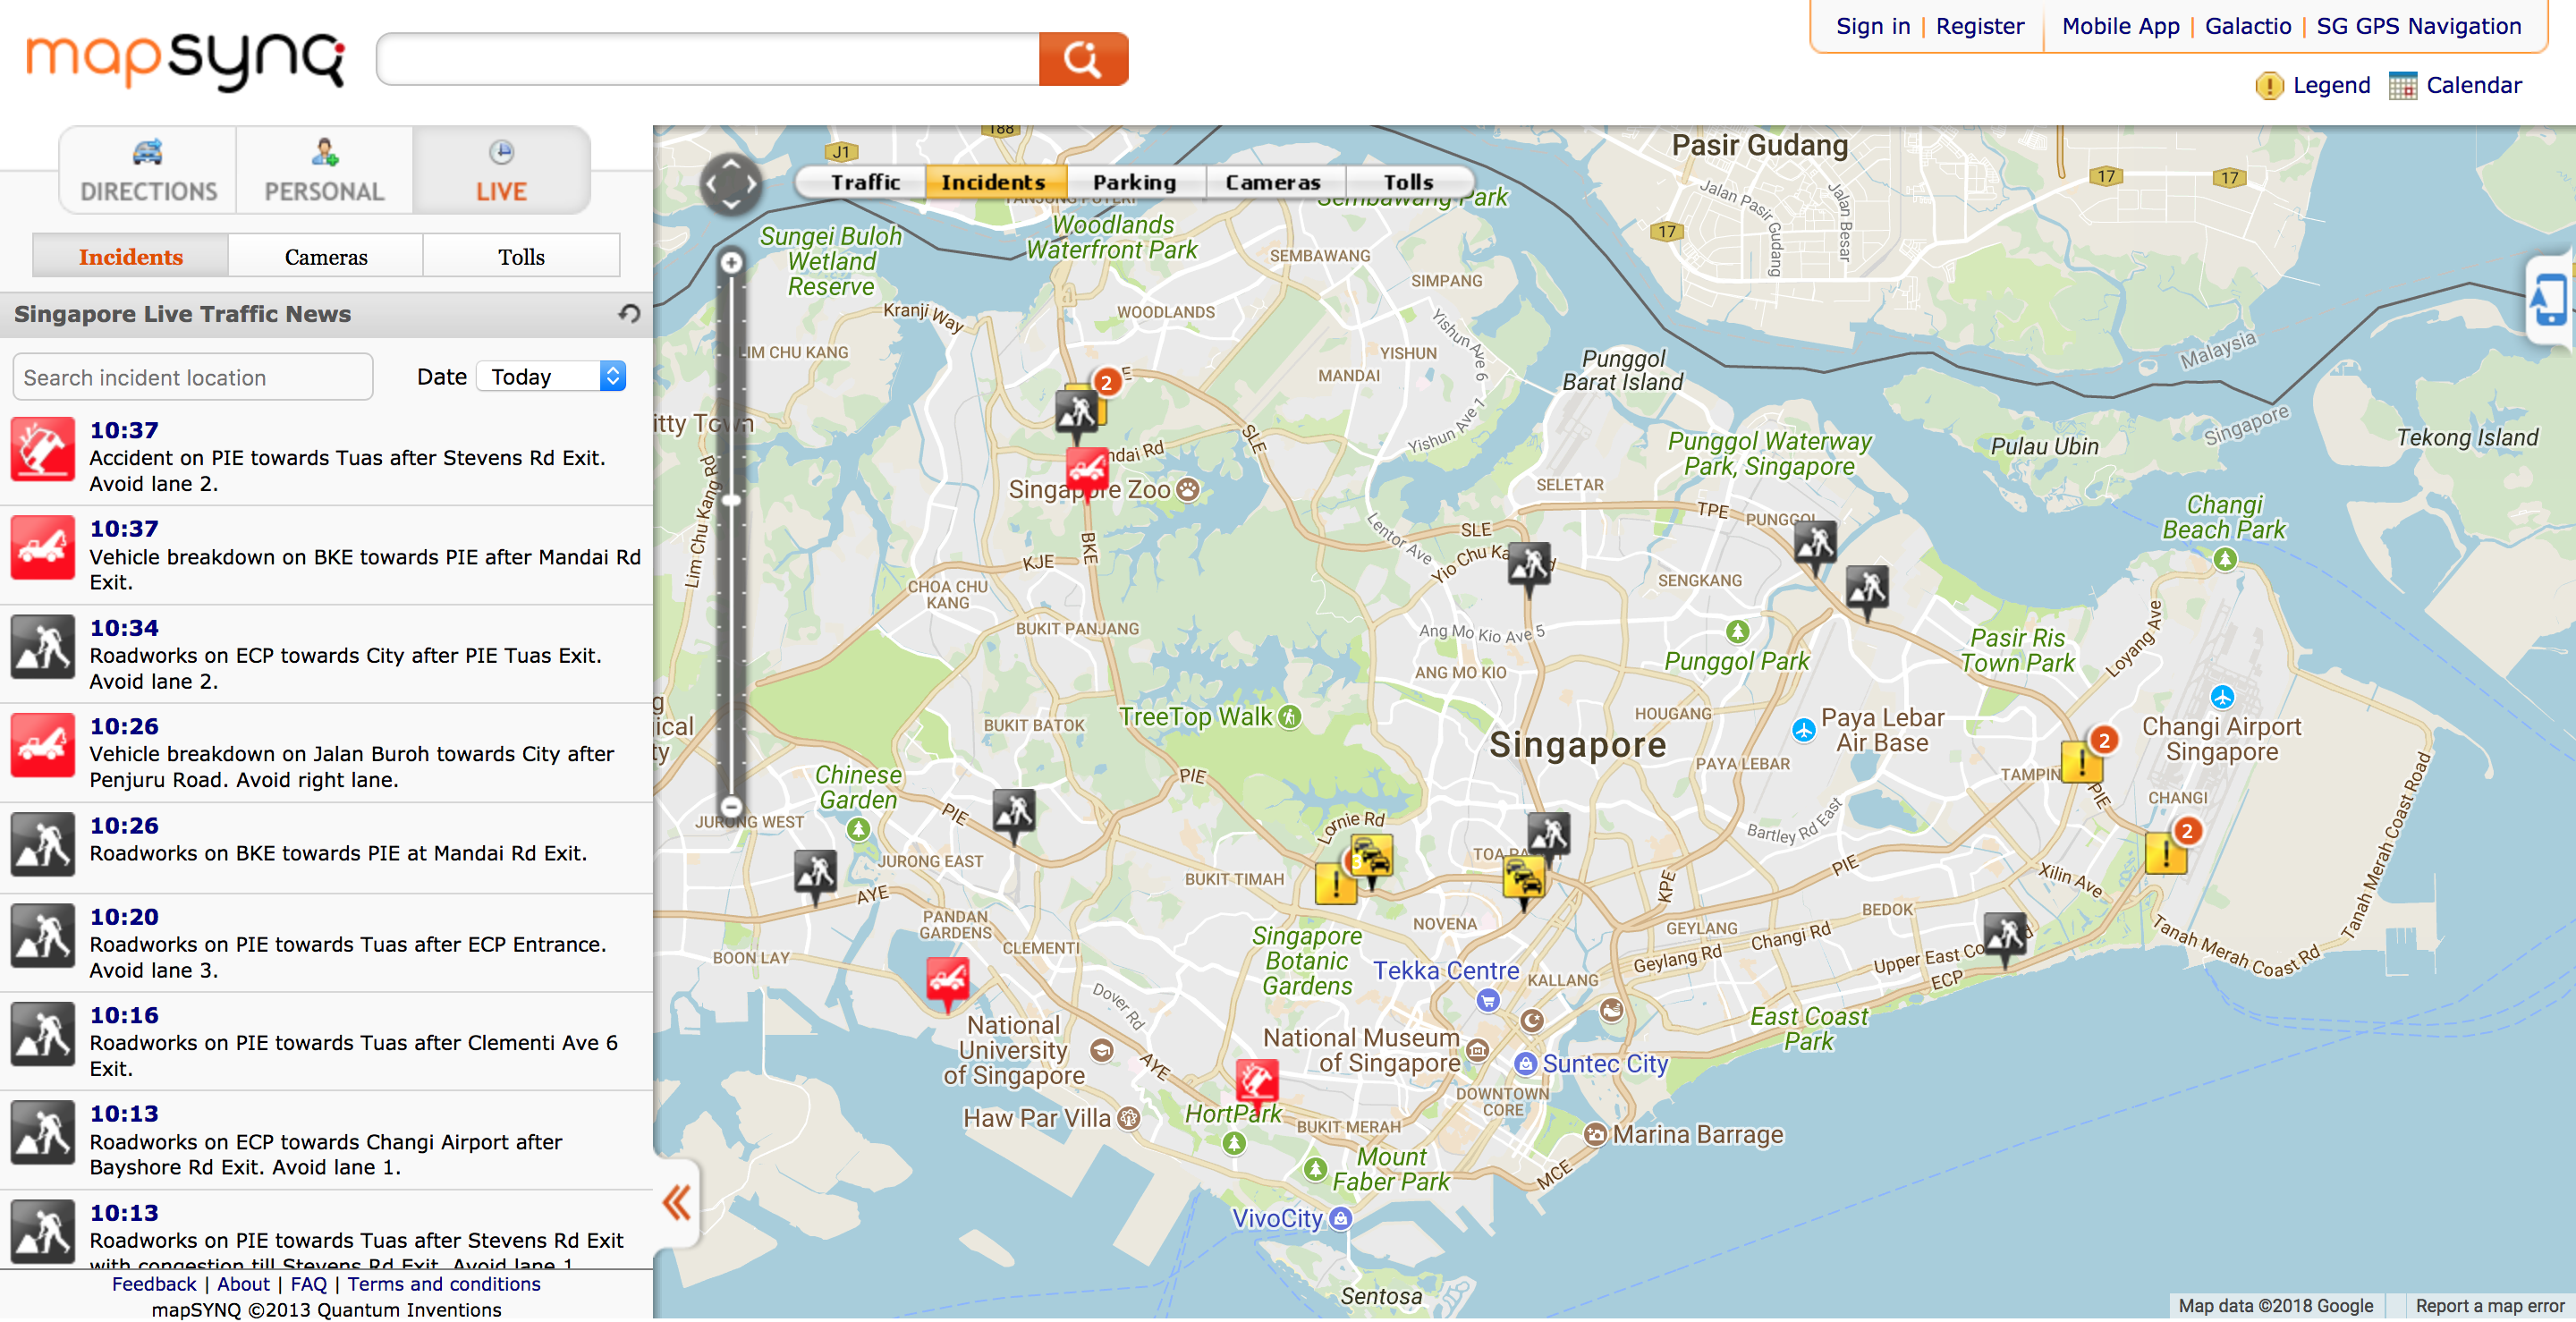 mapsynq
Sign in | Register
Mobile App | Galactio | SG GPS Navigation
Legend
Calendar
DIRECTIONS
PERSONAL
LIVE
Incidents
Cameras
Tolls
Singapore Live Traffic News
Search incident location
Date
Today
10:37
Accident on PIE towards Tuas after Stevens Rd Exit.
Avoid lane 2.
10:37
Vehicle breakdown on BKE towards PIE after Mandai Rd
Exit.
10:34
Roadworks on ECP towards City after PIE Tuas Exit.
Avoid lane 2.
10:26
Vehicle breakdown on Jalan Buroh towards City after
Penjuru Road. Avoid right lane.
10:26
Roadworks on BKE towards PIE at Mandai Rd Exit.
10:20
Roadworks on PIE towards Tuas after ECP Entrance.
Avoid lane 3.
10:16
Roadworks on PIE towards Tuas after Clementi Ave 6
Exit.
10:13
Roadworks on ECP towards Changi Airport after
Bayshore Rd Exit. Avoid lane 1.
10:13
Roadworks on PIE towards Tuas after Stevens Rd Exit
with congestion till Stevens Rd Exit. Avoid lane 1
Feedback | About | FAQ | Terms and conditions
mapSYNQ ©2013 Quantum Inventions
Traffic
Incidents
Parking
Cameras
Tolls
188
J1
Pasir Gudang
Jalan Pasir Gudang
Jalan Besar
17
17
17
Sembawang Park
Woodlands
Waterfront Park
Sungei Buloh
Wetland
Reserve
SEMBAWANG
SIMPANG
Kranji Way
WOODLANDS
LIM CHU KANG
YISHUN
MANDAI
Yishun Ave 6
Yishun Ave 1
Punggol
Barat Island
Malaysia
Singapore
Pulau Ubin
Tekong Island
2
SLE
Singapore Zoo
Lim Chu Kang Rd
Punggol Waterway
Park, Singapore
SELETAR
Changi
Beach Park
TPE
SLE
Lentor Ave
BKE
KJE
CHOA CHU
KANG
SENGKANG
BUKIT PANJANG
Ang Mo Kio Ave 5
ANG MO KIO
Punggol Park
Pasir Ris
Town Park
Loyang Ave
TreeTop Walk
BUKIT BATOK
HOUGANG
Singapore
Paya Lebar
Air Base
PAYA LEBAR
Changi Airport
Singapore
2
PIE
CHANGI
2
Chinese
Garden
PIE
PIE
JURONG WEST
JURONG EAST
Lornie Rd
BUKIT TIMAH
Bartley Rd East
KPE
PIE
Xilin Ave
AYE
PANDAN
GARDENS
CLEMENTI
BOON LAY
NOVENA
GEYLANG
BEDOK
Geylang Rd
Changi Rd
ECP
Tanah Merah Coast Rd
Tanah Merah Coast Road
Singapore
Botanic
Gardens
Tekka Centre
KALLANG
Dover Rd
AYE
National
University
of Singapore
National Museum
of Singapore
Suntec City
East Coast
Park
DOWNTOWN
CORE
Haw Par Villa
HortPark
BUKIT MERAH
Marina Barrage
Mount
Faber Park
MCE
VivoCity
Sentosa
Map data ©2018 Google
Report a map error